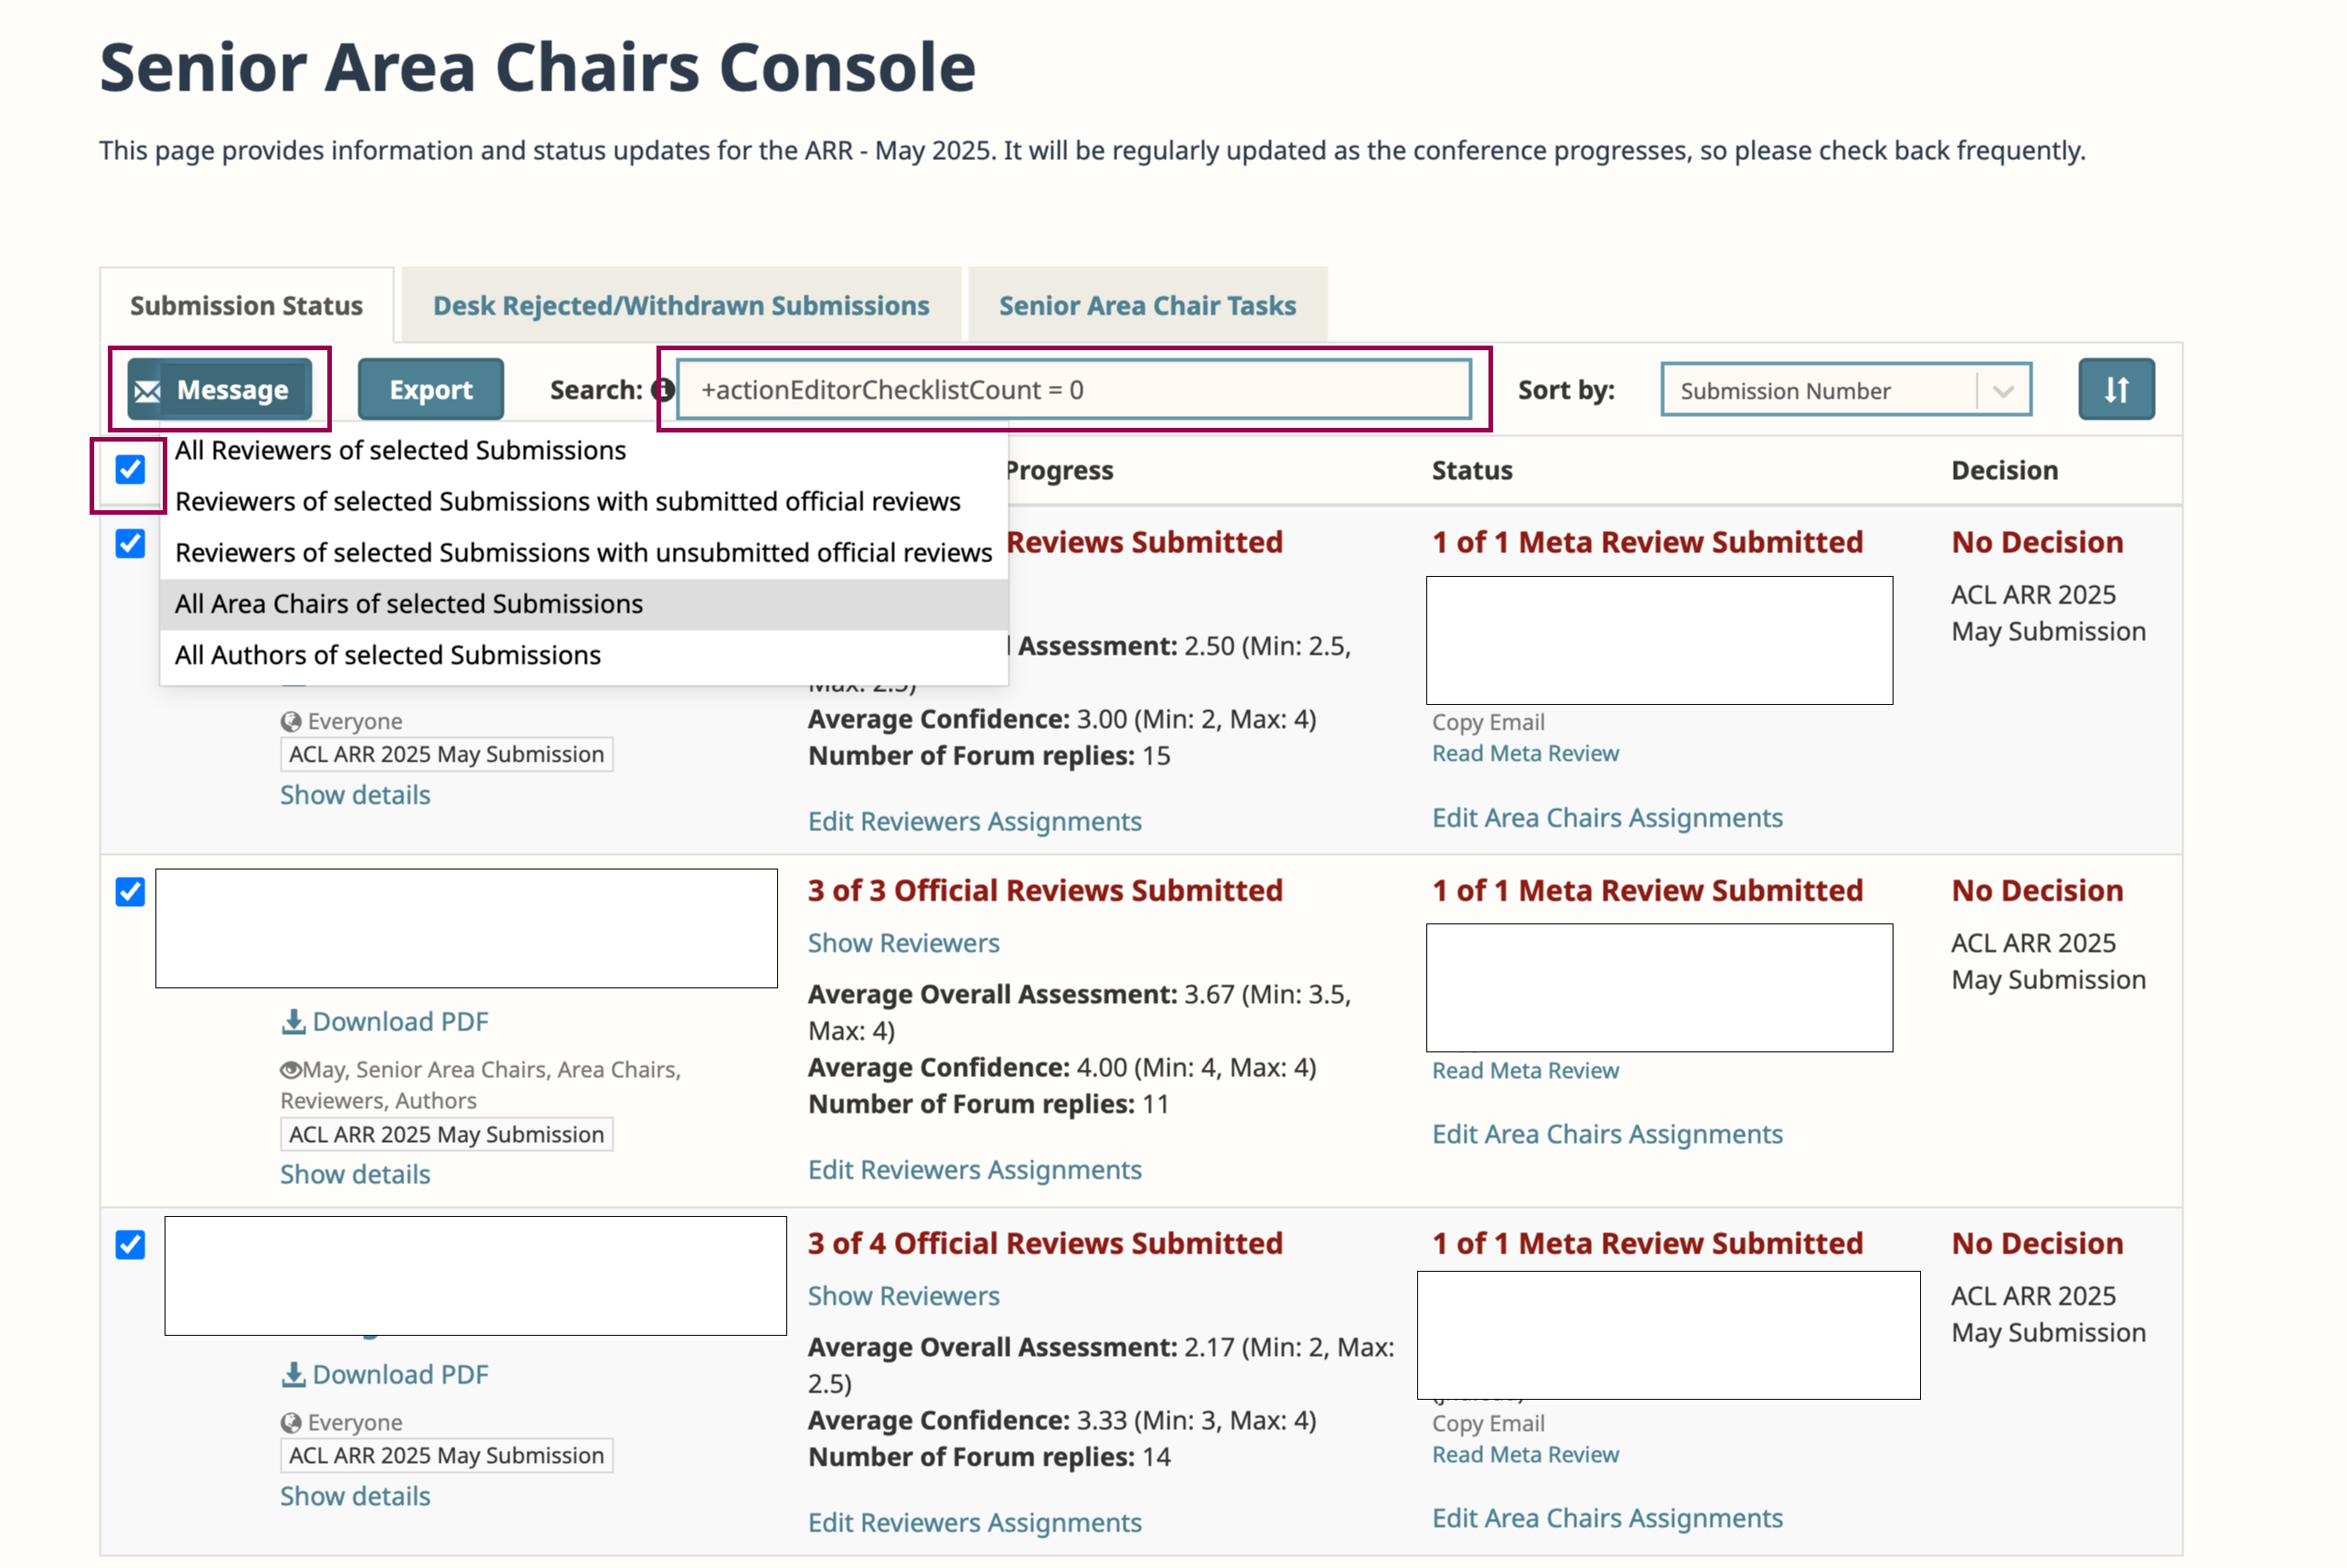 Senior Area Chairs Console
This page provides information and status updates for the ARR - May 2025. It will be regularly updated as the conference progresses, so please check back frequently.
Submission Status
Desk Rejected/Withdrawn Submissions
Senior Area Chair Tasks
Message
Export
Search:
+actionEditorChecklistCount = 0
Sort by:
Submission Number
All Reviewers of selected Submissions
Reviewers of selected Submissions with submitted official reviews
Reviewers of selected Submissions with unsubmitted official reviews
All Area Chairs of selected Submissions
All Authors of selected Submissions
Progress
Status
Decision
Reviews Submitted
Assessment: 2.50 (Min: 2.5,
Max: 2.5)
Average Confidence: 3.00 (Min: 2, Max: 4)
Number of Forum replies: 15
Edit Reviewers Assignments
Everyone
ACL ARR 2025 May Submission
Show details
1 of 1 Meta Review Submitted
Copy Email
Read Meta Review
Edit Area Chairs Assignments
No Decision
ACL ARR 2025
May Submission
Download PDF
May, Senior Area Chairs, Area Chairs,
Reviewers, Authors
ACL ARR 2025 May Submission
Show details
3 of 3 Official Reviews Submitted
Show Reviewers
Average Overall Assessment: 3.67 (Min: 3.5,
Max: 4)
Average Confidence: 4.00 (Min: 4, Max: 4)
Number of Forum replies: 11
Edit Reviewers Assignments
1 of 1 Meta Review Submitted
Read Meta Review
Edit Area Chairs Assignments
No Decision
ACL ARR 2025
May Submission
Download PDF
Everyone
ACL ARR 2025 May Submission
Show details
3 of 4 Official Reviews Submitted
Show Reviewers
Average Overall Assessment: 2.17 (Min: 2, Max:
2.5)
Average Confidence: 3.33 (Min: 3, Max: 4)
Number of Forum replies: 14
Edit Reviewers Assignments
1 of 1 Meta Review Submitted
Copy Email
Read Meta Review
Edit Area Chairs Assignments
No Decision
ACL ARR 2025
May Submission